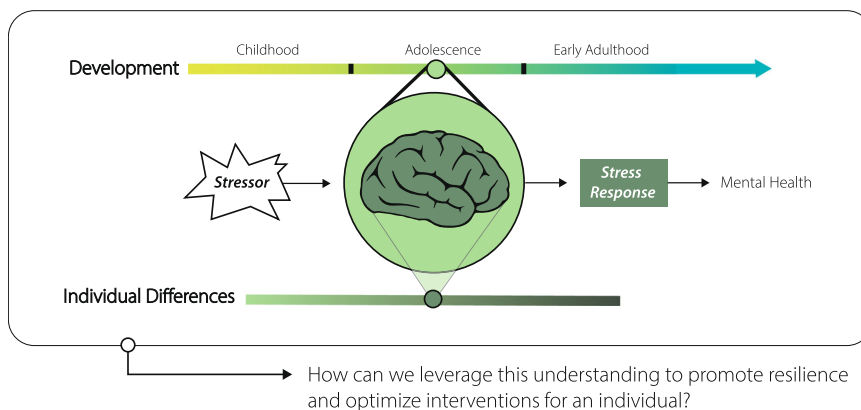 Childhood
Adolescence
Early Adulthood
Development
Stressor
Stress
Response
Mental Health
Individual Differences
How can we leverage this understanding to promote resilience
and optimize interventions for an individual?